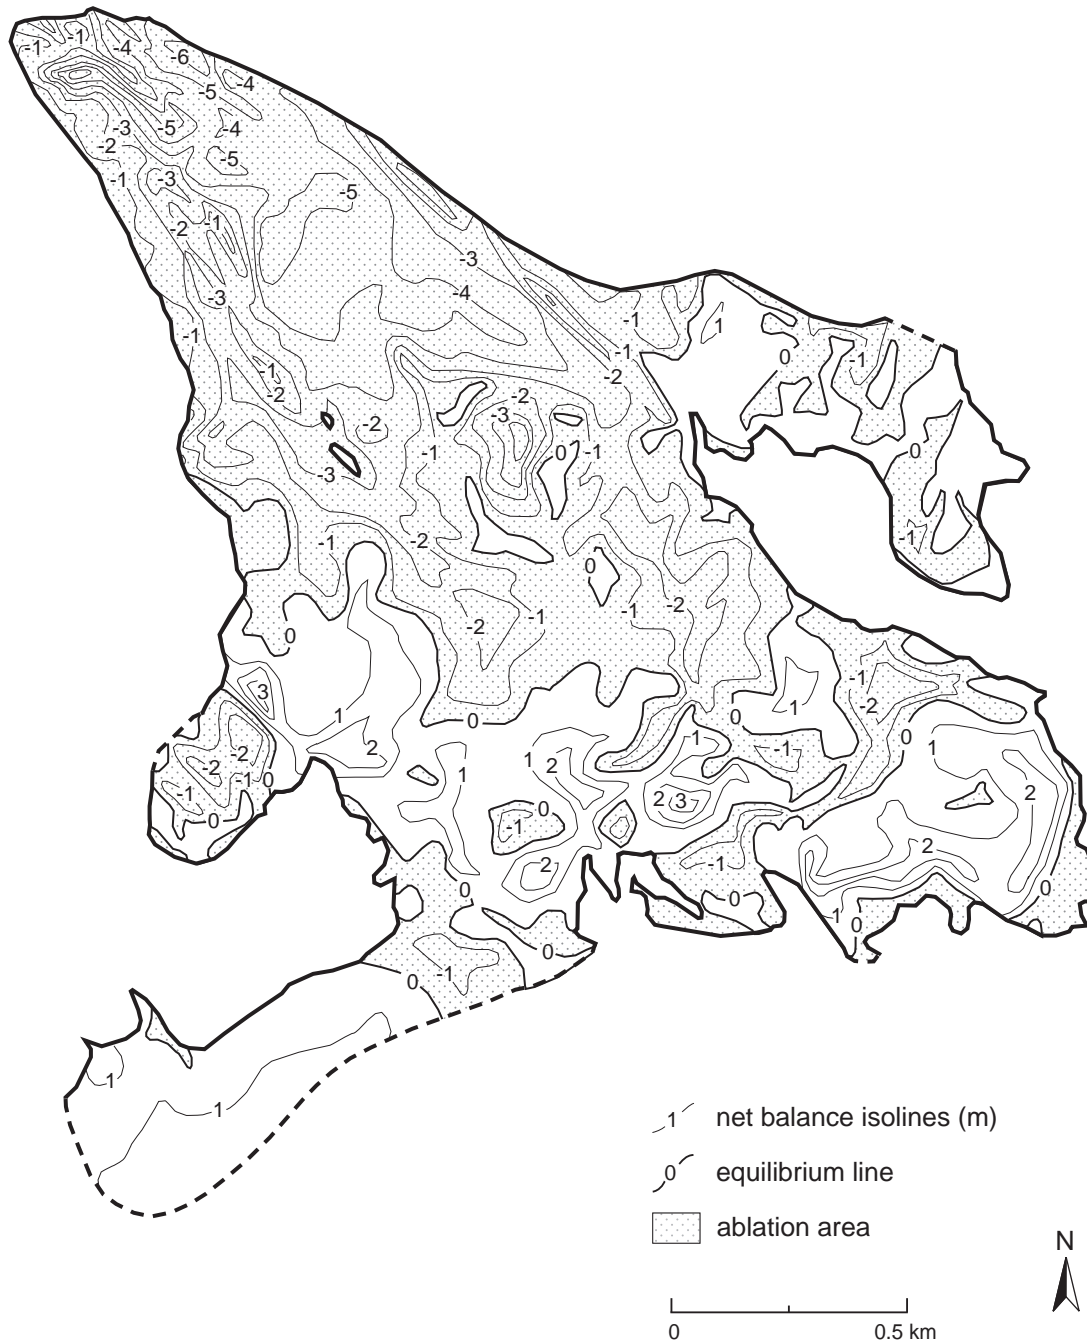 -1 -1 -4 -6
-5 -4
-3 -5 -4
-2 -5
-1 -3 -5
-2 -1
-3
-3 -4
-1 -1 1
-1 -2 -1 -2 0 -1
-2 -3
-2 -1 0 -1 0
-3
-1 -2 -1
0
-2 -1 -1 -2
0
3 -1
1 0 0 1 -2
2 -2 1 0 1
-2 -1 0 1 1 2 -1
-1 2 3 2
0 -1 0
2 2
0 -1 0 0
1 0
0
0 -1
1
1
1 net balance isolines (m)
0 equilibrium line
ablation area
N
0 0.5 km